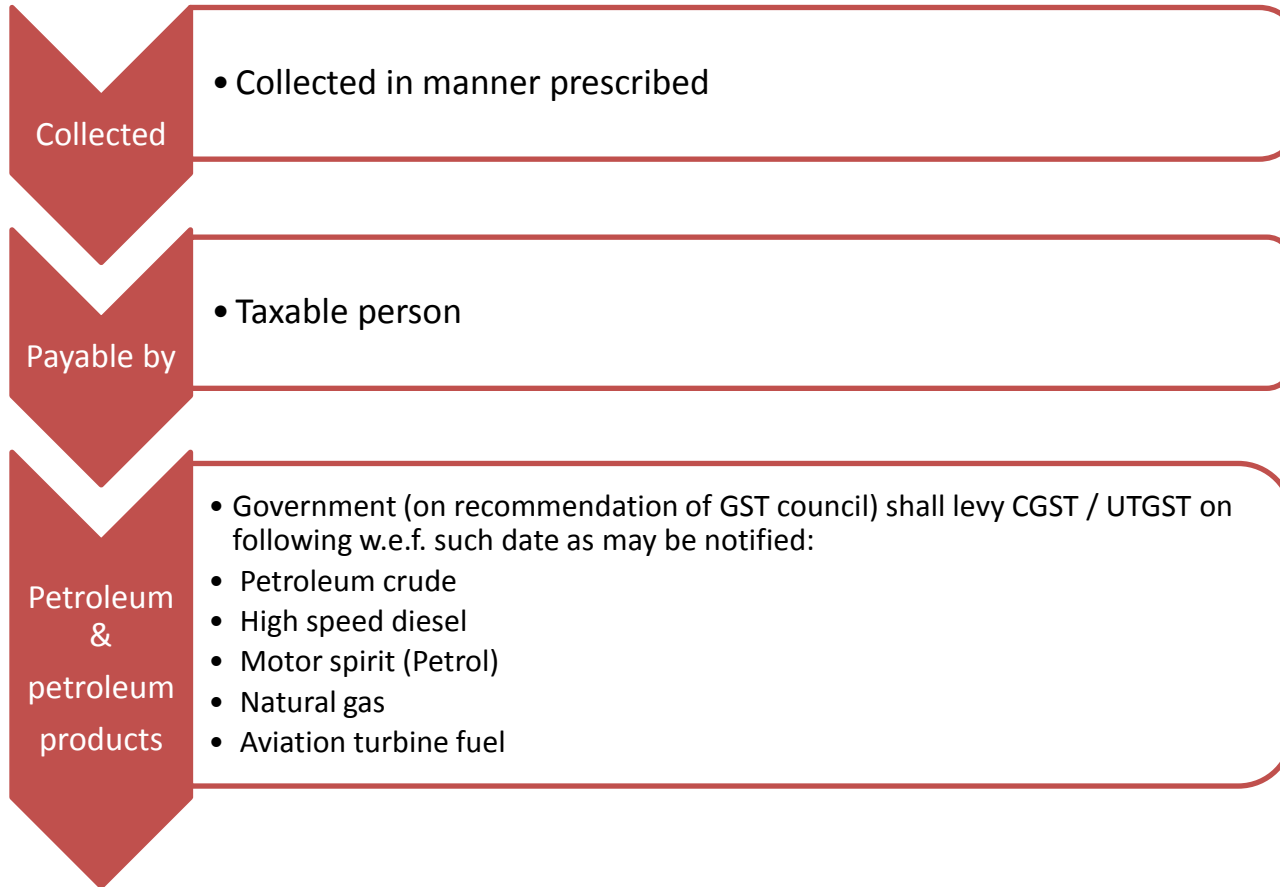 Collected
• Collected in manner prescribed
Payable by
• Taxable person
Petroleum
&
petroleum
products
• Government (on recommendation of GST council) shall levy CGST / UTGST on
following w.e.f. such date as may be notified:
• Petroleum crude
• High speed diesel
• Motor spirit (Petrol)
• Natural gas
• Aviation turbine fuel